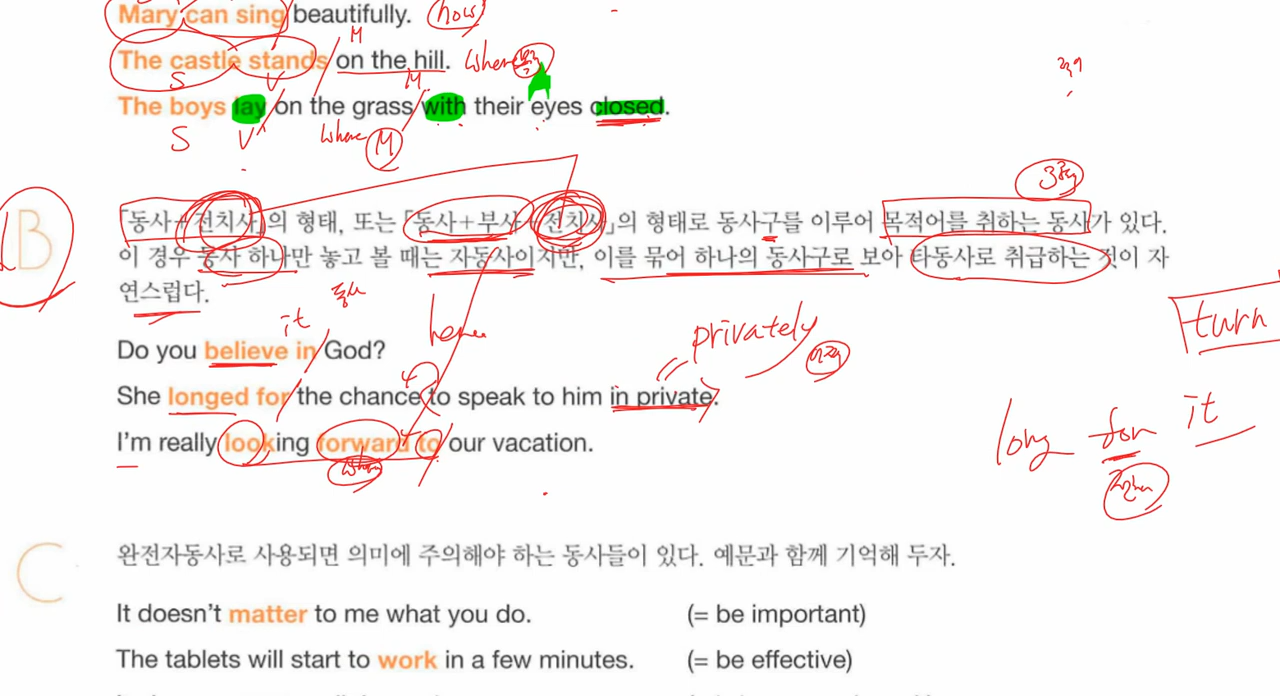 Mary can sing beautifully. how
M
The castle stands on the hill. where
S V M
The boys lay on the grass with their eyes closed.
S V where M
B
「동사+전치사」의 형태, 또는 「동사+부사+전치사」의 형태로 동사구를 이루어 목적어를 취하는 동사가 있다.
이 경우 동사 하나만 놓고 볼 때는 자동사이지만, 이를 묶어 하나의 동사구로 보아 타동사로 취급하는 것이 자
연스럽다.
it
privately
turn
Do you believe in God?
She longed for the chance to speak to him in private.
long for it
I'm really looking forward to our vacation.
C
완전자동사로 사용되면 의미에 주의해야 하는 동사들이 있다. 예문과 함께 기억해 두자.
It doesn't matter to me what you do. (= be important)
The tablets will start to work in a few minutes. (= be effective)